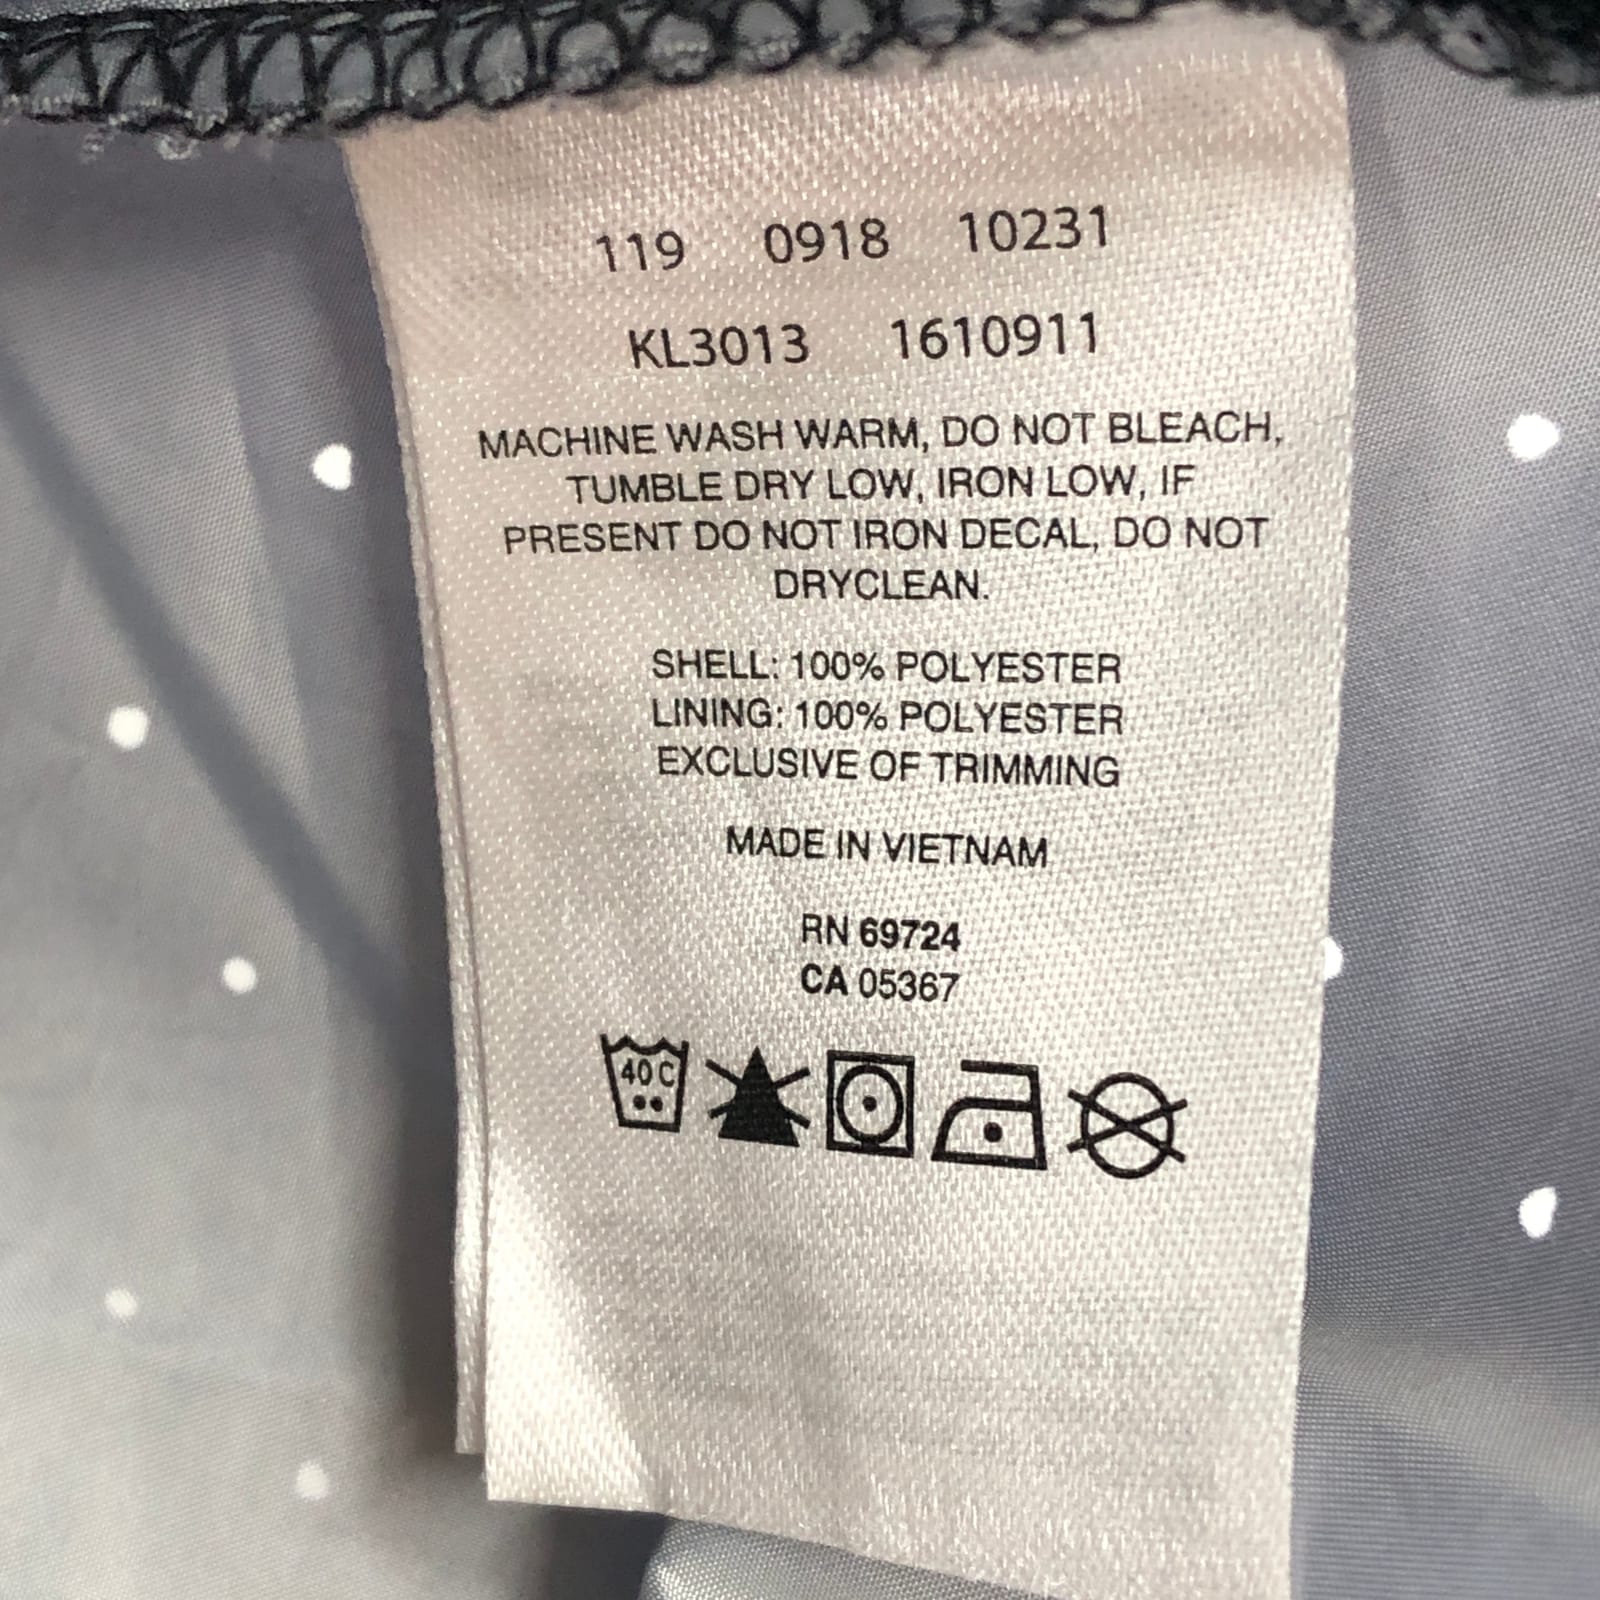 119 0918 10231
KL3013 1610911
MACHINE WASH WARM, DO NOT BLEACH,
TUMBLE DRY LOW, IRON LOW, IF
PRESENT DO NOT IRON DECAL, DO NOT
DRYCLEAN.
SHELL: 100% POLYESTER
LINING: 100% POLYESTER
EXCLUSIVE OF TRIMMING
MADE IN VIETNAM
RN 69724
CA 05367
40 C